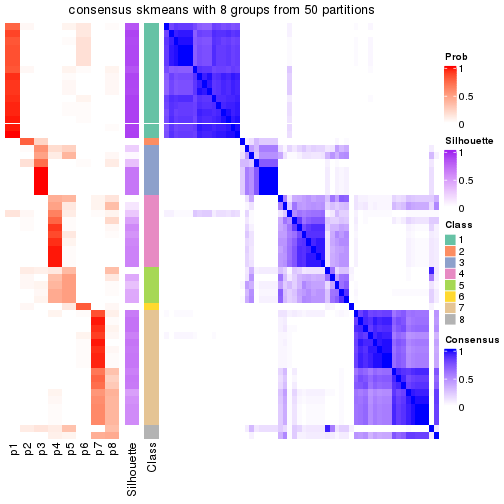 consensus skmeans with 8 groups from 50 partitions
Prob
1
0.5
0
Silhouette
1
0.5
0
Class
1
2
3
4
5
6
7
8
Consensus
1
0.5
0
p1
p2
p3
p4
p5
p6
p7
p8
Silhouette
Class